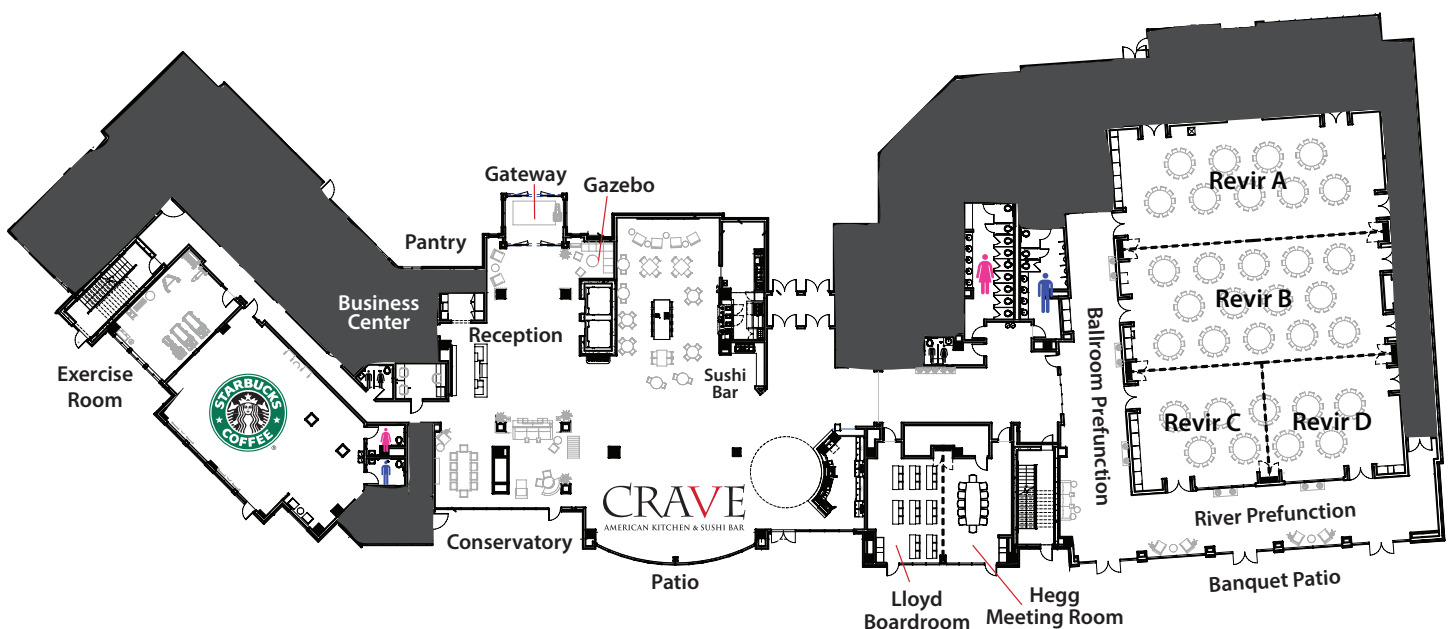 Gateway
Gazebo
Pantry
Business
Center
Reception
Exercise
Room
STARBUCKS
COFFEE
®
Sushi
Bar
CRAVE
AMERICAN KITCHEN & SUSHI BAR
Conservatory
Patio
Lloyd
Boardroom
Hegg
Meeting Room
Ballroom Prefunction
Revir A
Revir B
Revir C
Revir D
River Prefunction
Banquet Patio